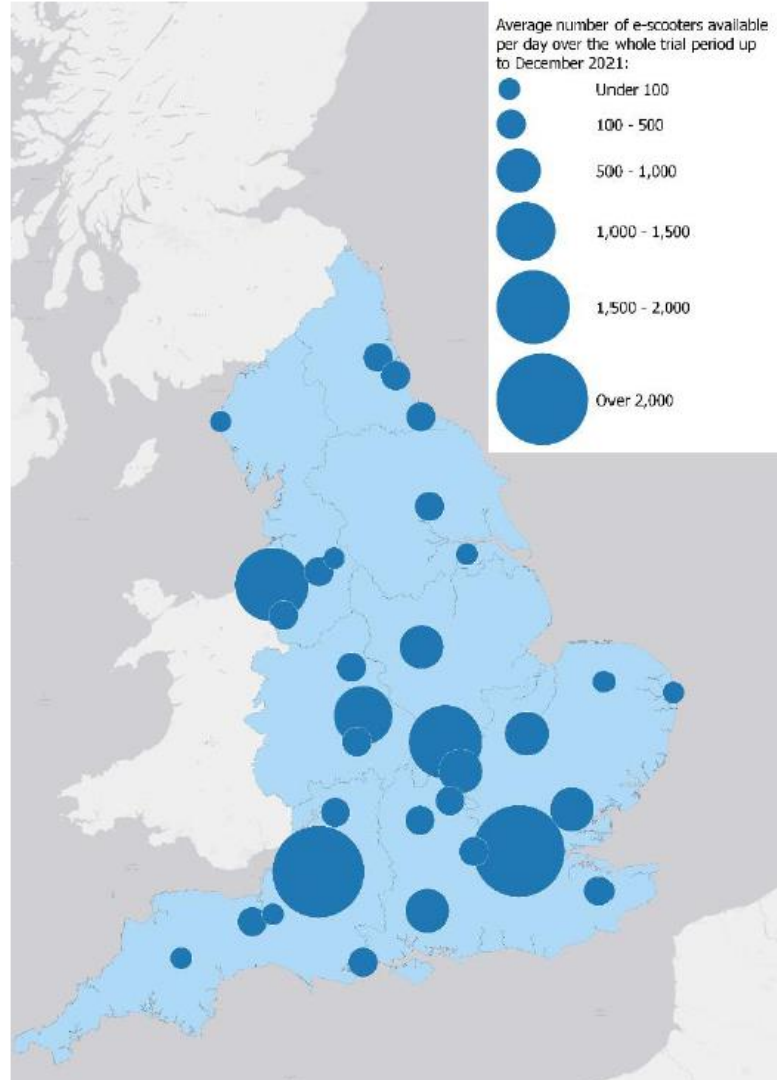 Average number of e-scooters available
per day over the whole trial period up
to December 2021:
Under 100
100 - 500
500 - 1,000
1,000 - 1,500
1,500 - 2,000
Over 2,000